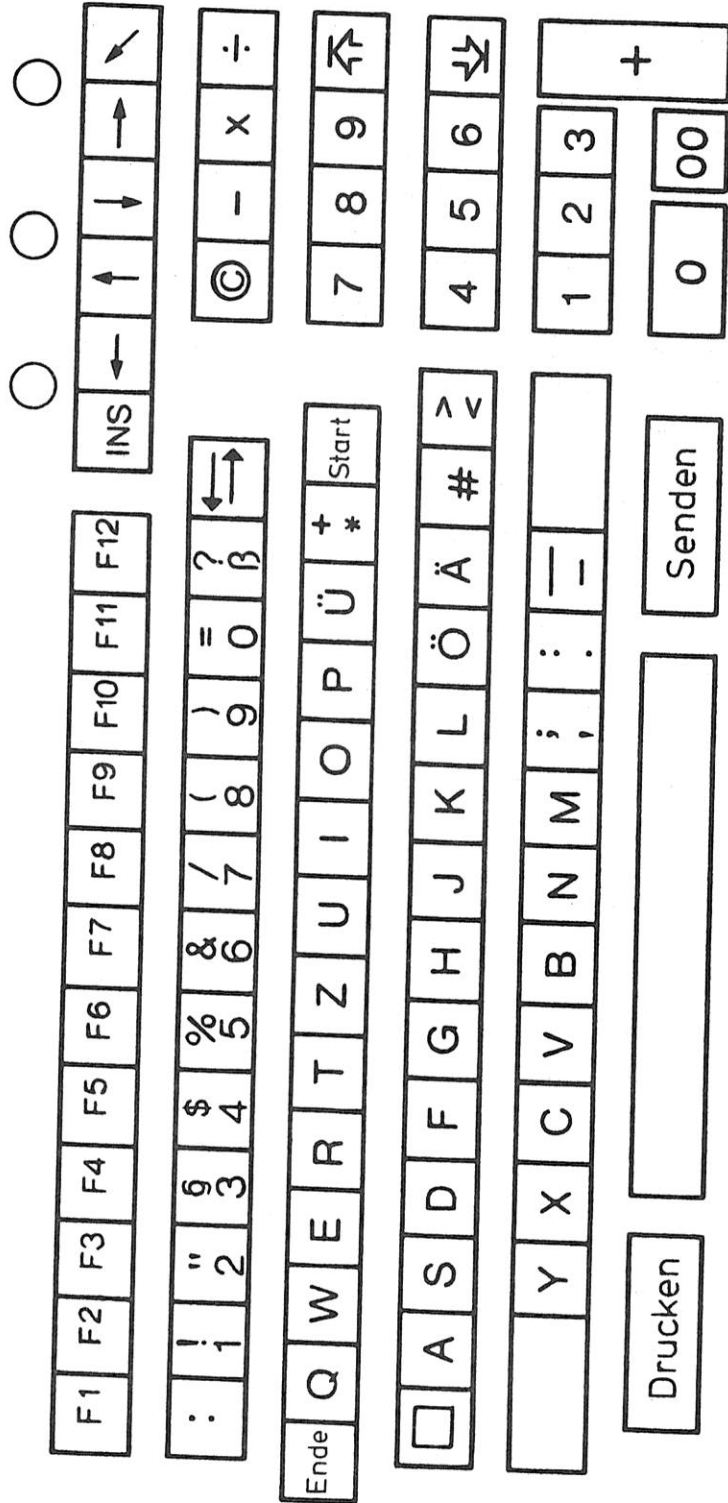 F1 F2 F3 F4 F5 F6 F7 F8 F9 F10 F11 F12
INS ← ↑ ↓ → ↙
: ! 1 " 2 § 3 $ 4 % 5 & 6 / 7 ( 8 ) 9 = 0 ? ß
© − x ÷
Ende Q W E R T Z U I O P Ü + * Start
7 8 9
A S D F G H J K L Ö Ä # > <
4 5 6
Y X C V B N M ; , : . _ –
1 2 3 +
Drucken Senden
0 00